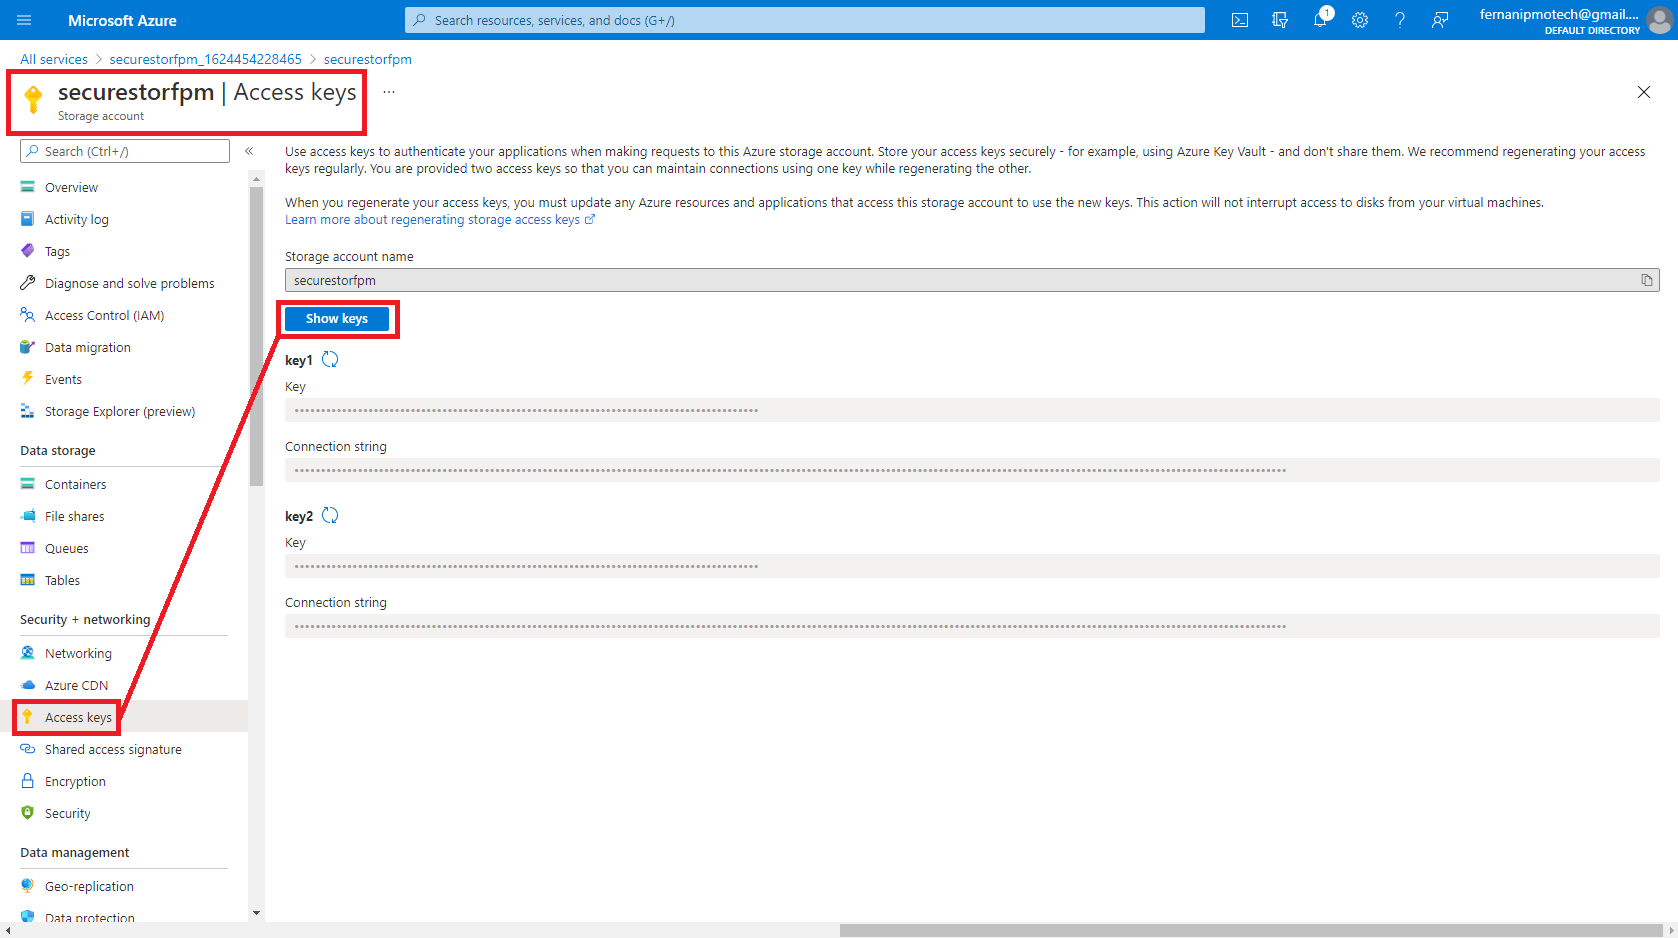 Microsoft Azure
Search resources, services, and docs (G+/)
1
fernanipmotech@gmail....
DEFAULT DIRECTORY
All services > securestorfpm_1624454228465 > securestorfpm
securestorfpm | Access keys ...
Storage account
Search (Ctrl+/)
Overview
Activity log
Tags
Diagnose and solve problems
Access Control (IAM)
Data migration
Events
Storage Explorer (preview)
Data storage
Containers
File shares
Queues
Tables
Security + networking
Networking
Azure CDN
Access keys
Shared access signature
Encryption
Security
Data management
Geo-replication
Data protection
Use access keys to authenticate your applications when making requests to this Azure storage account. Store your access keys securely - for example, using Azure Key Vault - and don't share them. We recommend regenerating your access
keys regularly. You are provided two access keys so that you can maintain connections using one key while regenerating the other.
When you regenerate your access keys, you must update any Azure resources and applications that access this storage account to use the new keys. This action will not interrupt access to disks from your virtual machines.
Learn more about regenerating storage access keys
Storage account name
securestorfpm
Show keys
key1
Key
Connection string
key2
Key
Connection string